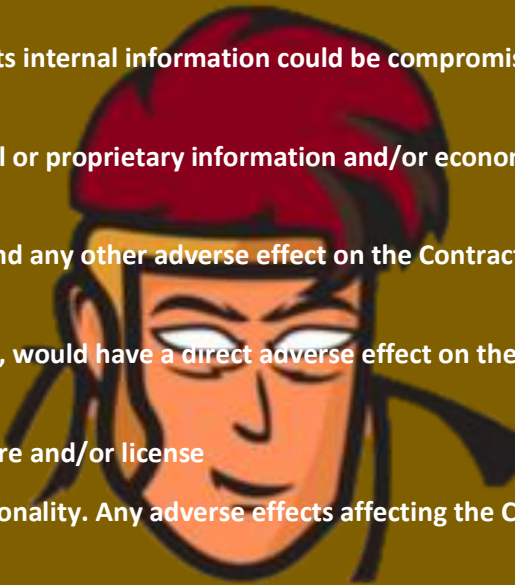 ts internal information could be compromis
l or proprietary information and/or econor
nd any other adverse effect on the Contract
, would have a direct adverse effect on the
re and/or license
onality. Any adverse effects affecting the C